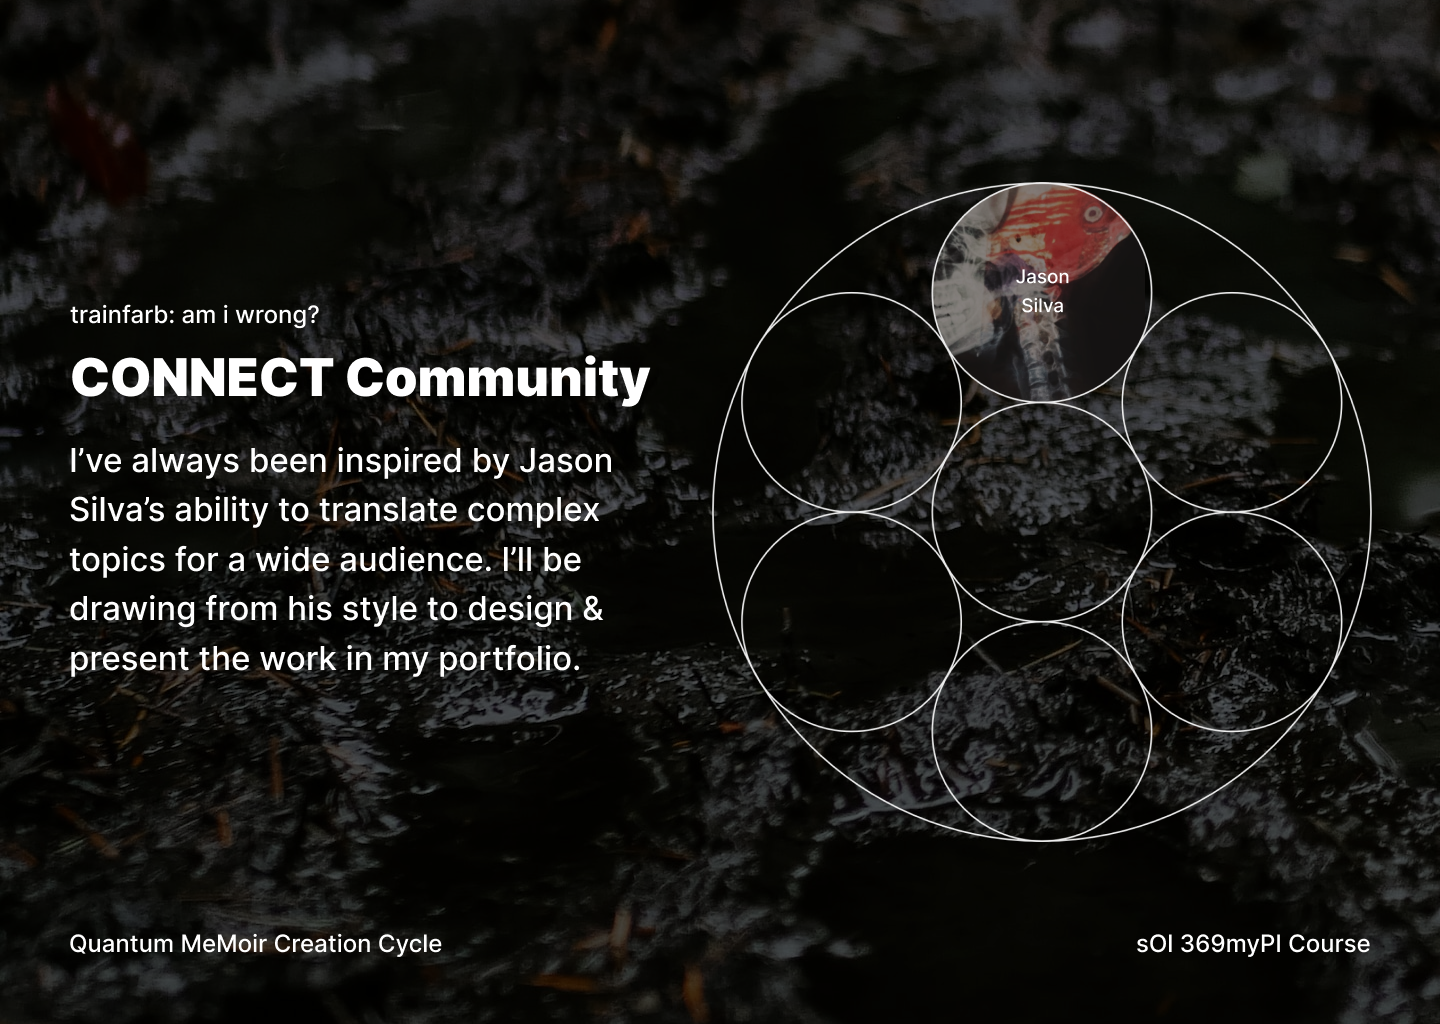 trainfarb: am i wrong?
CONNECT Community
I’ve always been inspired by Jason
Silva’s ability to translate complex
topics for a wide audience. I’ll be
drawing from his style to design &
present the work in my portfolio.
Jason
Silva
Quantum MeMoir Creation Cycle
sOI 369myPI Course